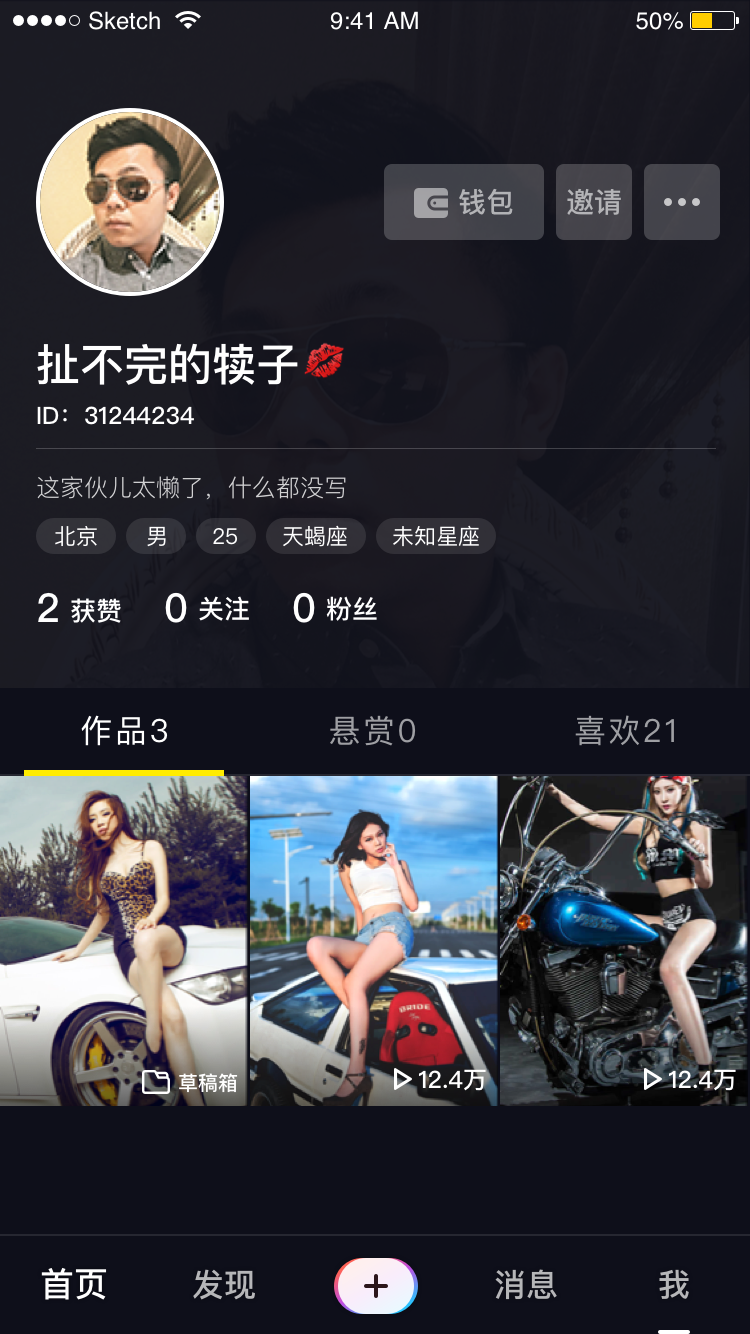 Sketch 9:41 AM 50%
钱包 邀请
扯不完的犊子
ID：31244234
这家伙儿太懒了，什么都没写
北京 男 25 天蝎座 未知星座
2 获赞 0 关注 0 粉丝
作品3 悬赏0 喜欢21
BRIDE
草稿箱 12.4万 12.4万
首页 发现 消息 我